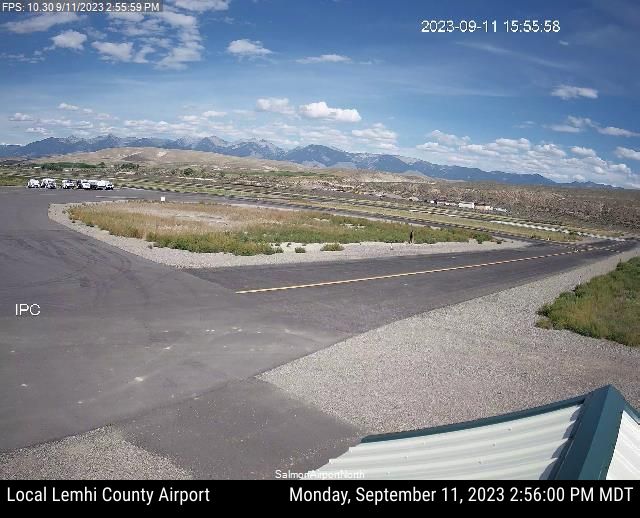 FPS: 10.30 9/11/2023 2:55:59 PM
2023-09-11 15:55:58
IPC
SalmonAirportNorth
Local Lemhi County Airport Monday, September 11, 2023 2:56:00 PM MDT